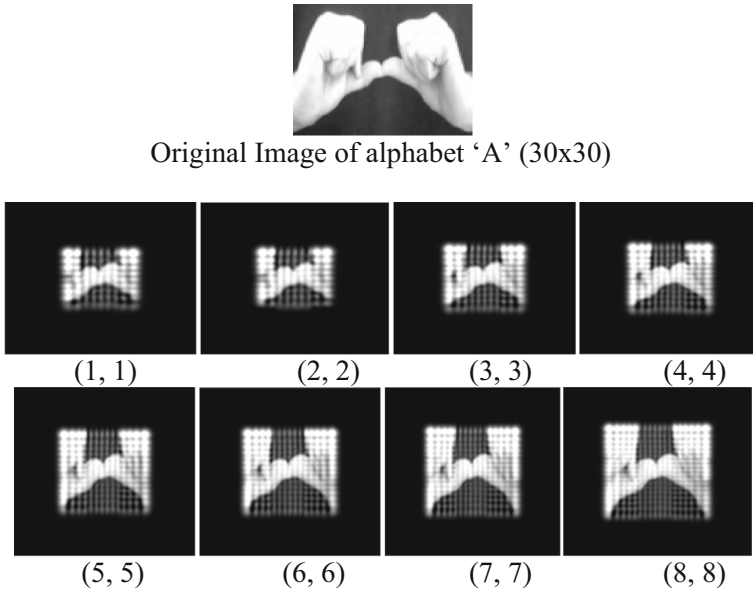 Original Image of alphabet ‘A’ (30x30)
(1, 1) (2, 2) (3, 3) (4, 4)
(5, 5) (6, 6) (7, 7) (8, 8)